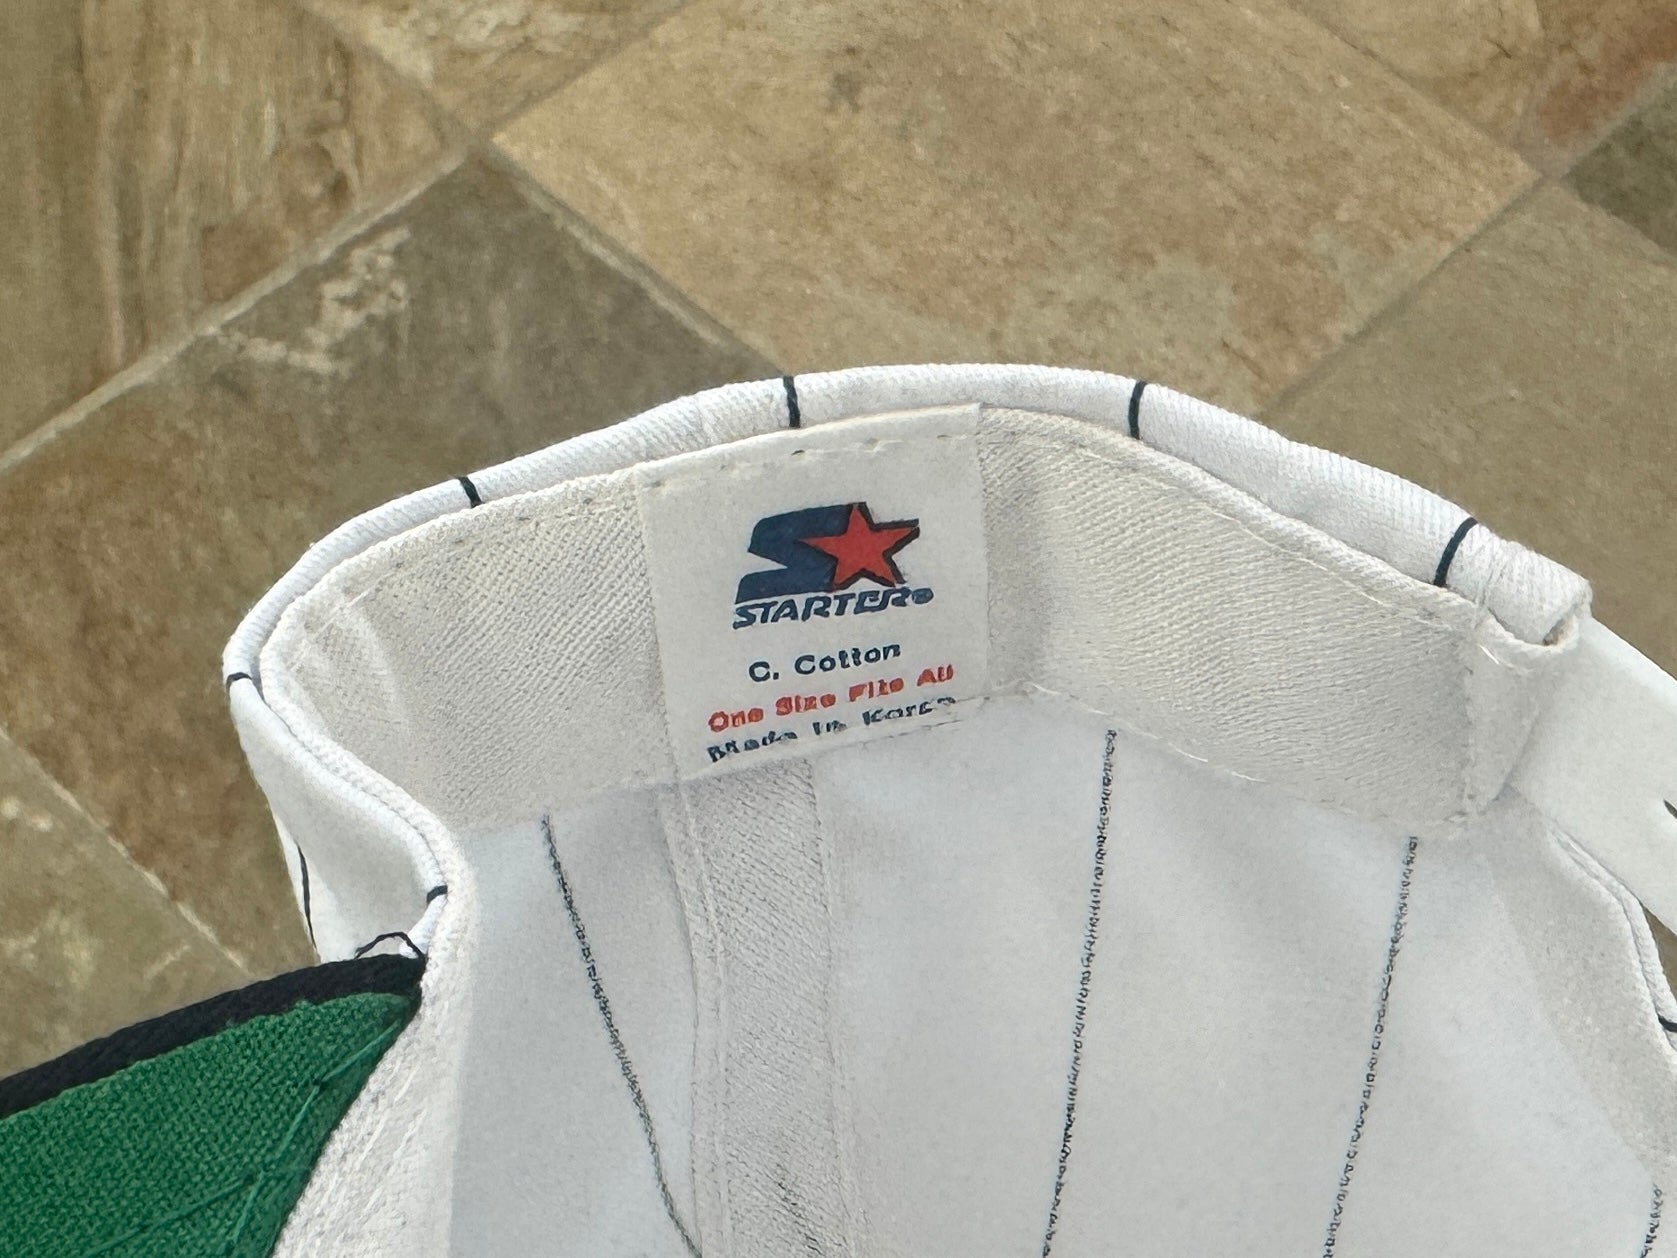 STARTER®
C. Cotton
One Size Fits All
Made in Korea